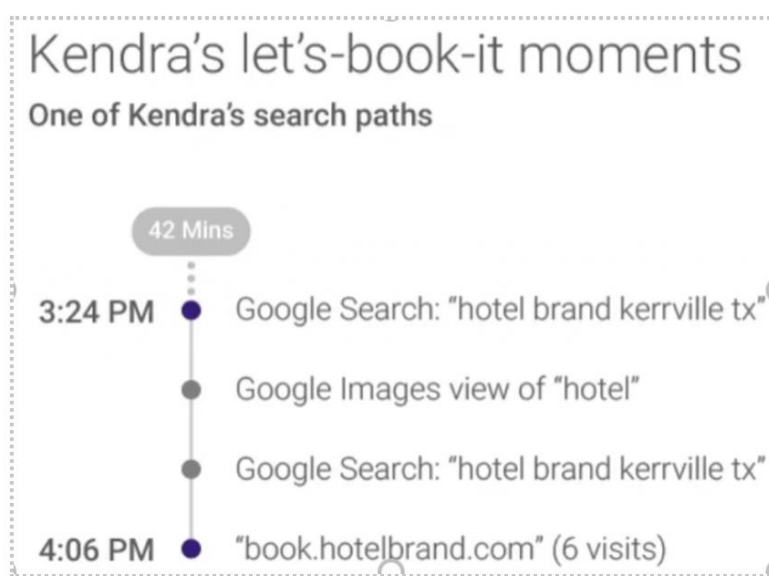 Kendra’s let’s-book-it moments
One of Kendra’s search paths
42 Mins
3:24 PM Google Search: “hotel brand kerrville tx”
Google Images view of “hotel”
Google Search: “hotel brand kerrville tx”
4:06 PM “book.hotelbrand.com” (6 visits)